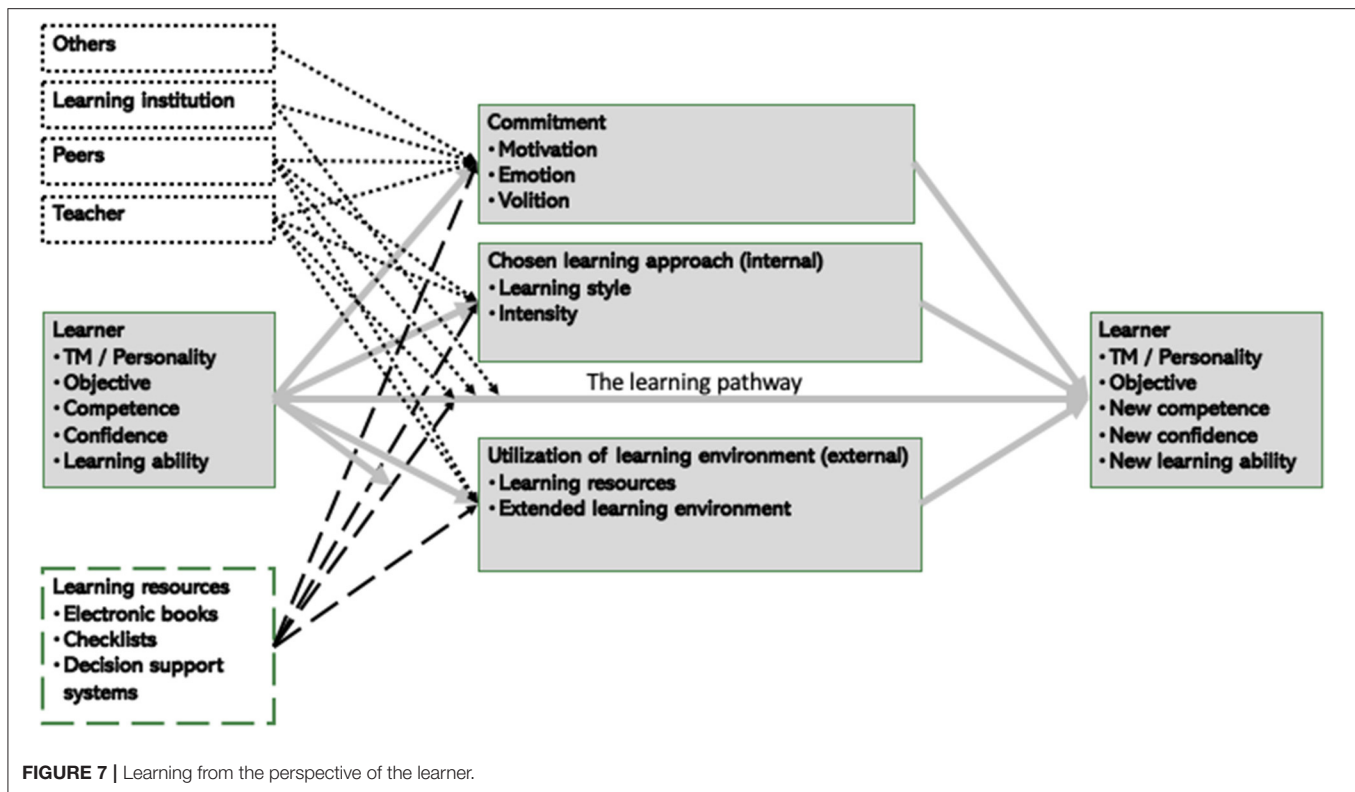 Others
Learning institution
Peers
Teacher
Learner
• TM / Personality
• Objective
• Competence
• Confidence
• Learning ability
Learning resources
• Electronic books
• Checklists
• Decision support
systems
Commitment
• Motivation
• Emotion
• Volition
Chosen learning approach (internal)
• Learning style
• Intensity
The learning pathway
Utilization of learning environment (external)
• Learning resources
• Extended learning environment
Learner
• TM / Personality
• Objective
• New competence
• New confidence
• New learning ability
FIGURE 7 | Learning from the perspective of the learner.